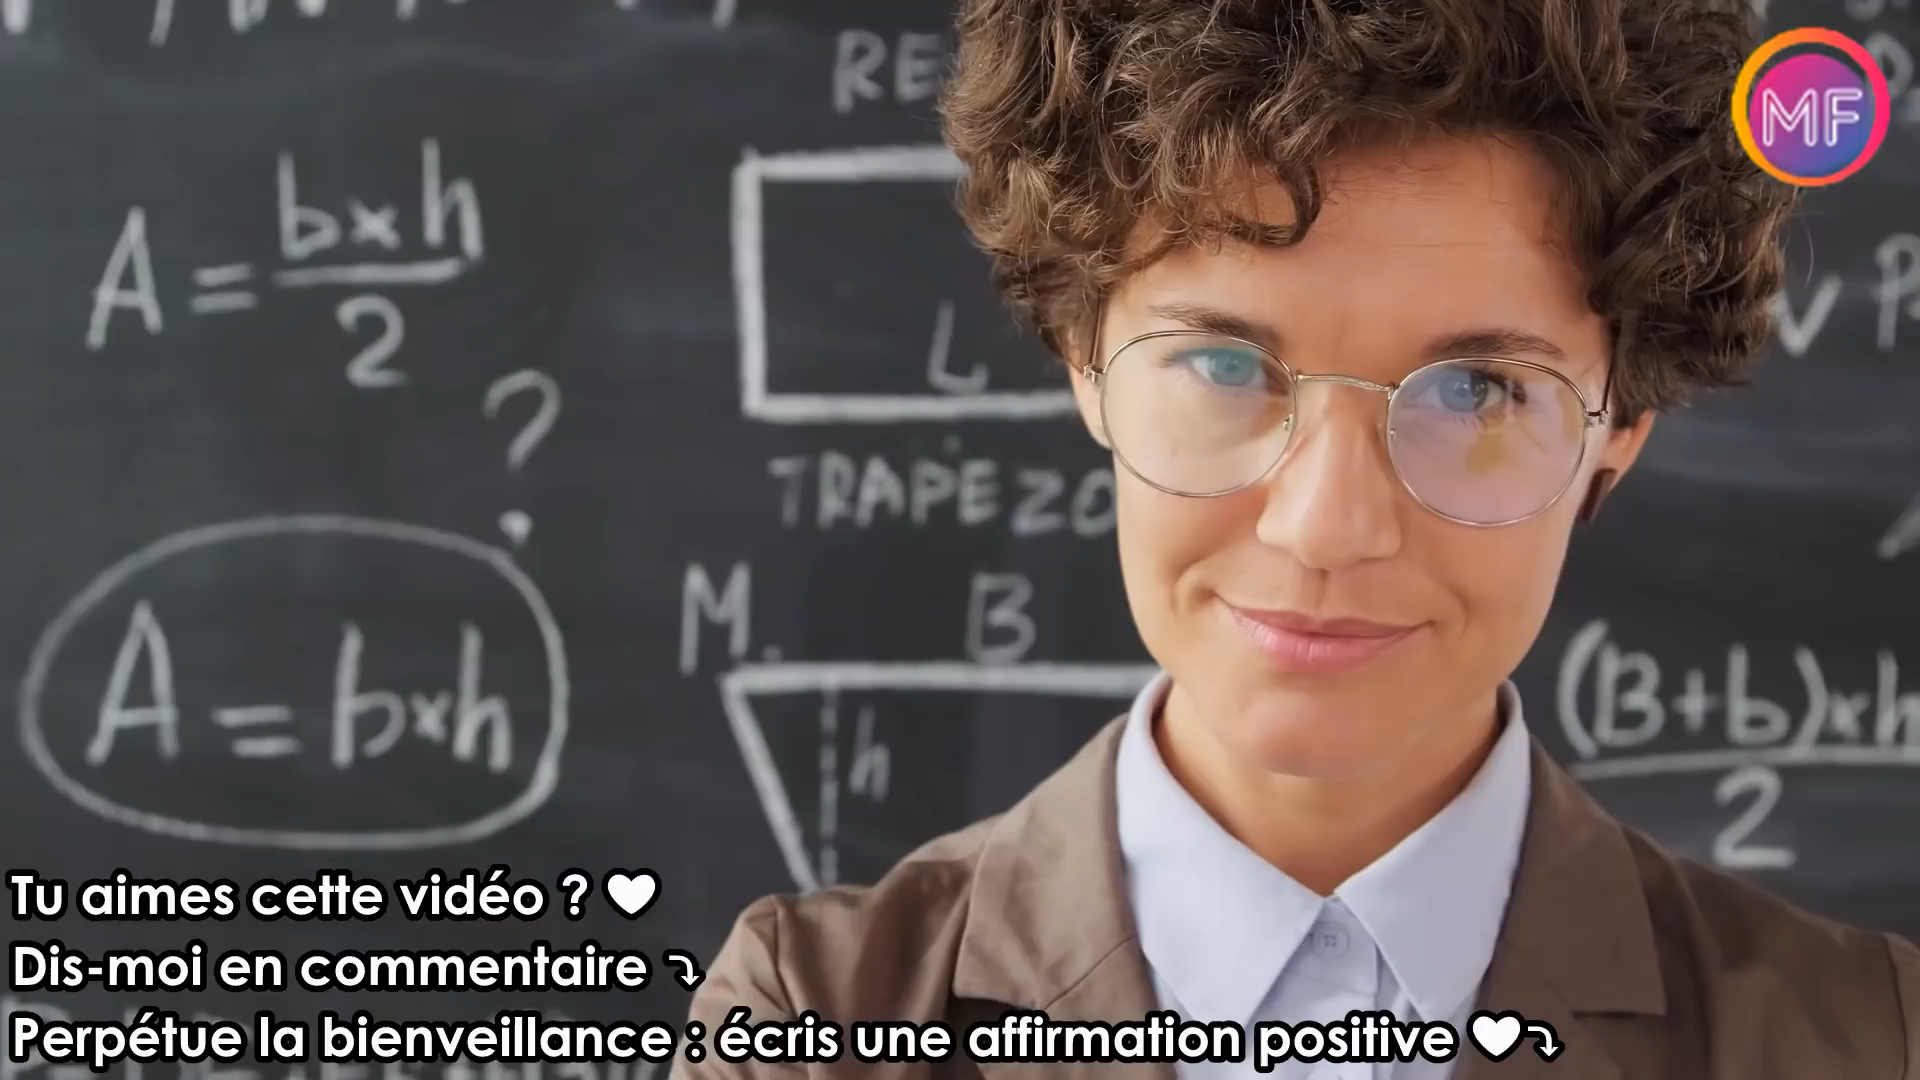 RE
MF
A = b×h
2
?
L
TRAPEZO
A = b×h
M.
B
h
(B+b)×h
2
Tu aimes cette vidéo ? ♥
Dis-moi en commentaire ⤵
Perpétue la bienveillance : écris une affirmation positive ♥⤵